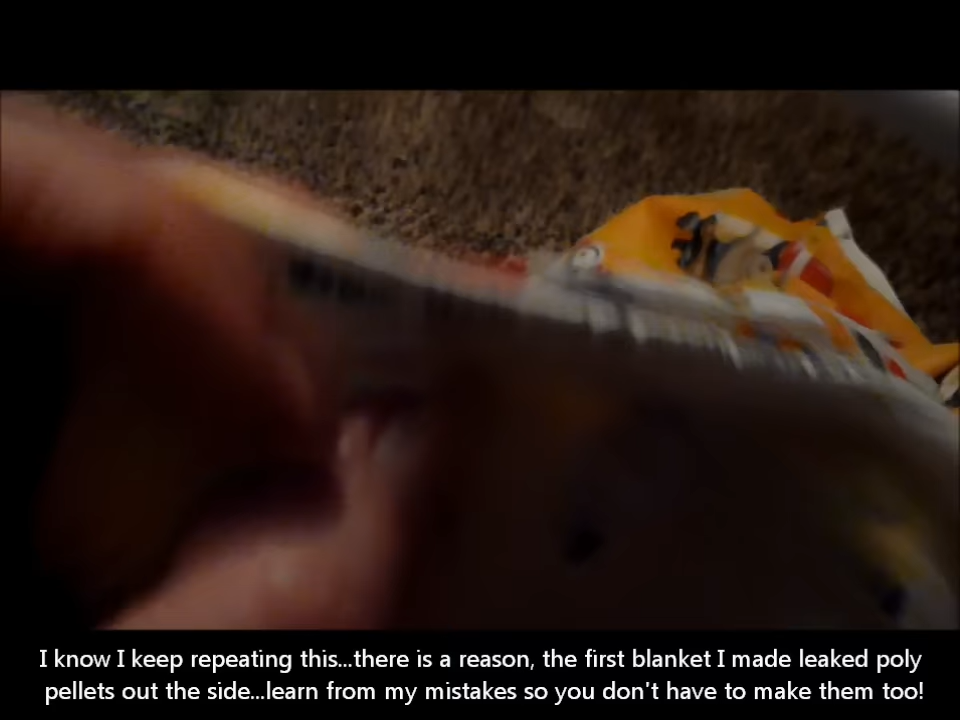 I know I keep repeating this...there is a reason, the first blanket I made leaked poly
pellets out the side...learn from my mistakes so you don't have to make them too!